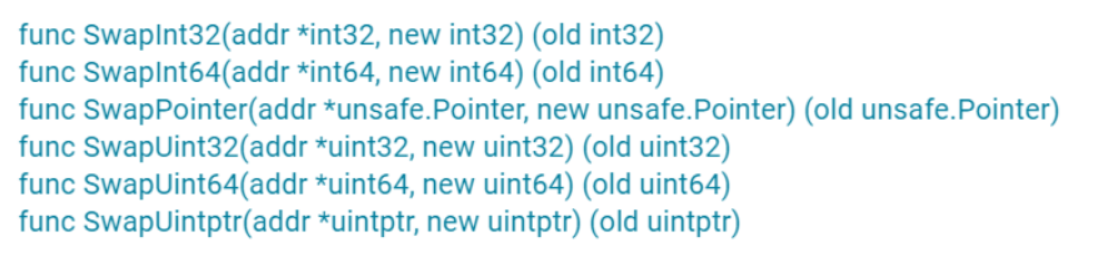 func SwapInt32(addr *int32, new int32) (old int32)
func SwapInt64(addr *int64, new int64) (old int64)
func SwapPointer(addr *unsafe.Pointer, new unsafe.Pointer) (old unsafe.Pointer)
func SwapUint32(addr *uint32, new uint32) (old uint32)
func SwapUint64(addr *uint64, new uint64) (old uint64)
func SwapUintptr(addr *uintptr, new uintptr) (old uintptr)